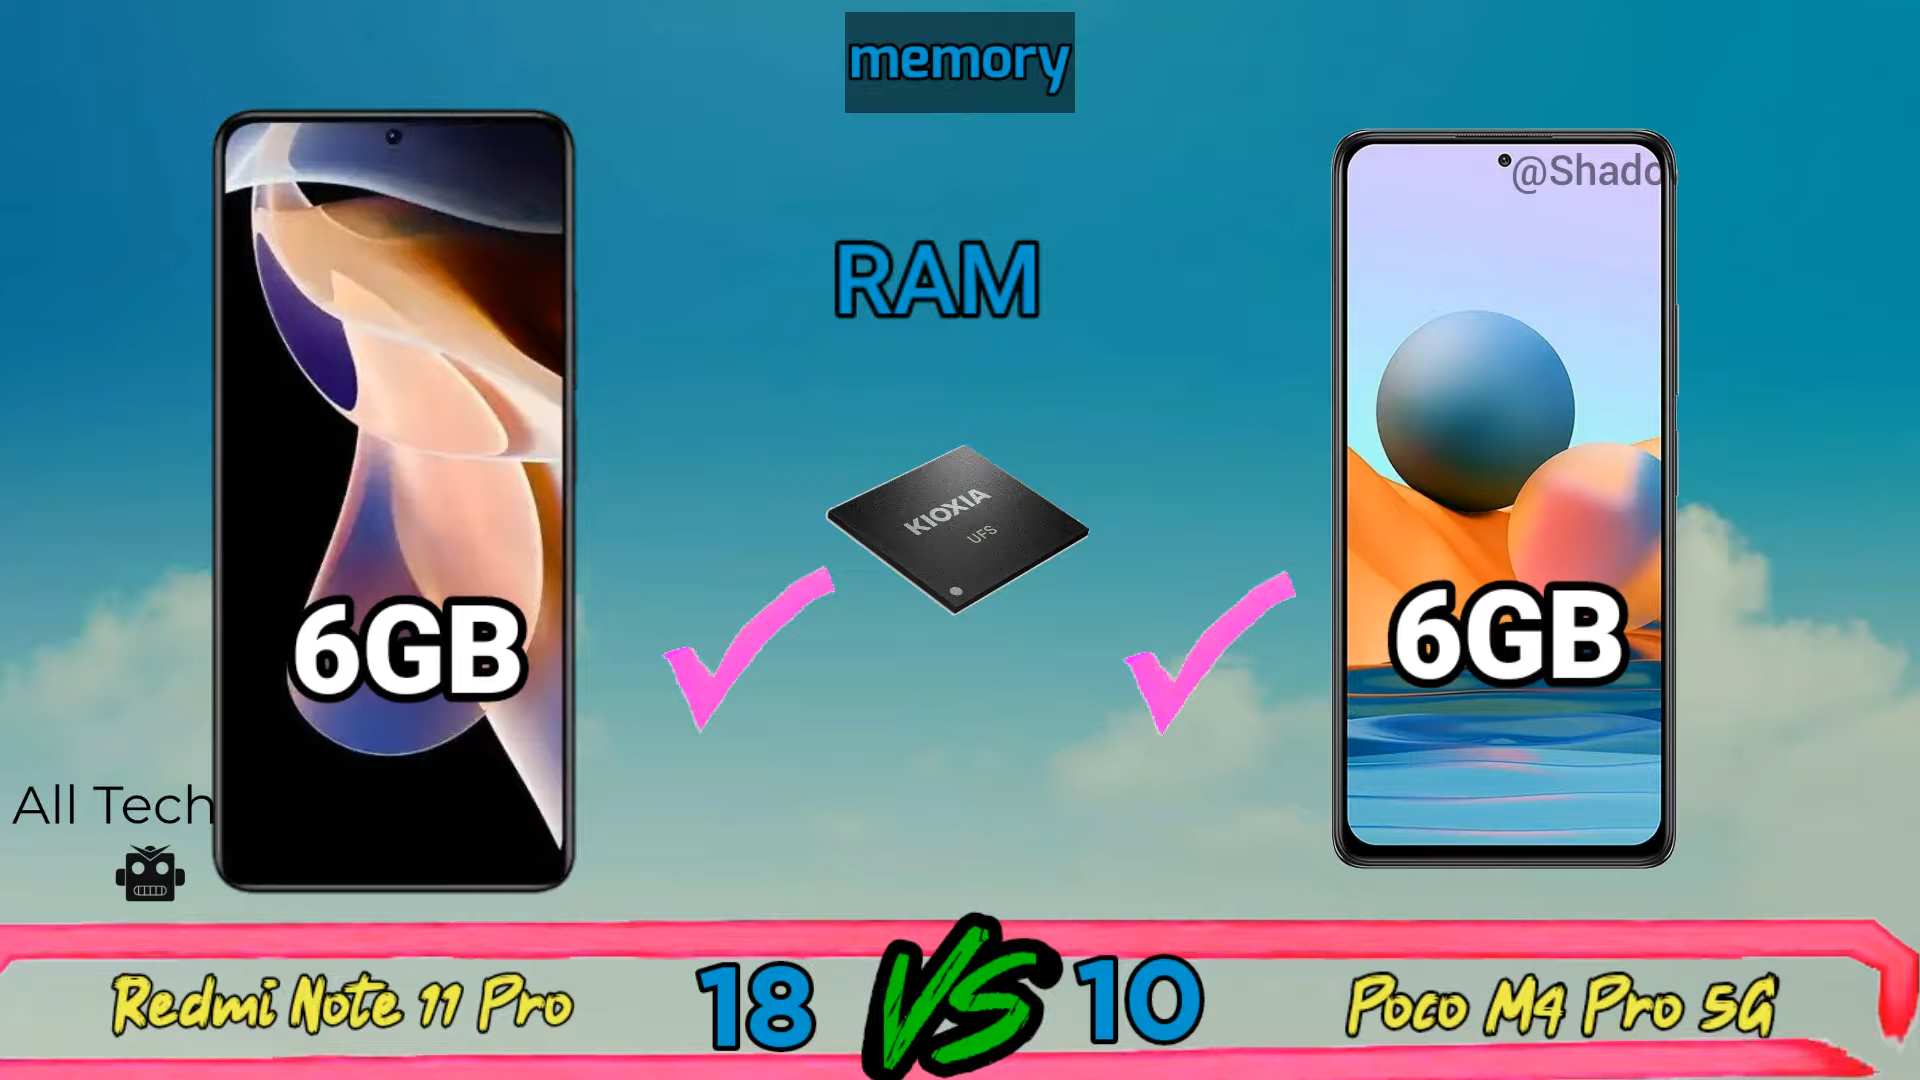 memory
@Shado
RAM
KIOXIA
UFS
6GB
6GB
All Tech
Redmi Note 11 Pro
18
VS
10
Poco M4 Pro 5G